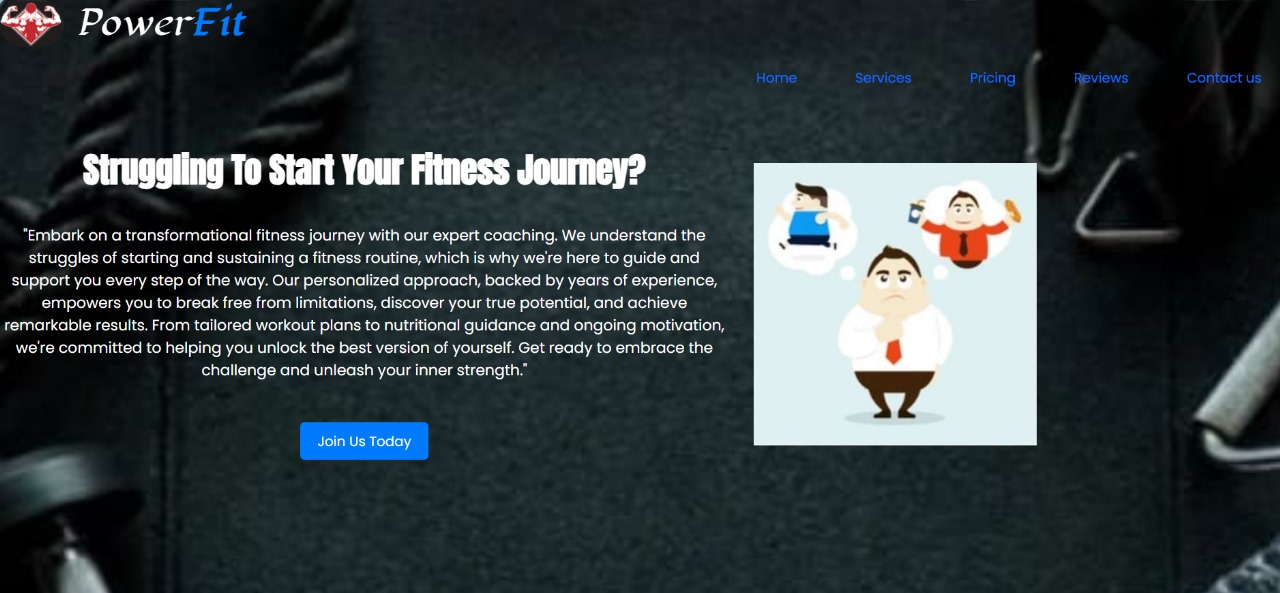 PowerFit
Home Services Pricing Reviews Contact us
Struggling To Start Your Fitness Journey?
"Embark on a transformational fitness journey with our expert coaching. We understand the
struggles of starting and sustaining a fitness routine, which is why we're here to guide and
support you every step of the way. Our personalized approach, backed by years of experience,
empowers you to break free from limitations, discover your true potential, and achieve
remarkable results. From tailored workout plans to nutritional guidance and ongoing motivation,
we're committed to helping you unlock the best version of yourself. Get ready to embrace the
challenge and unleash your inner strength."
Join Us Today